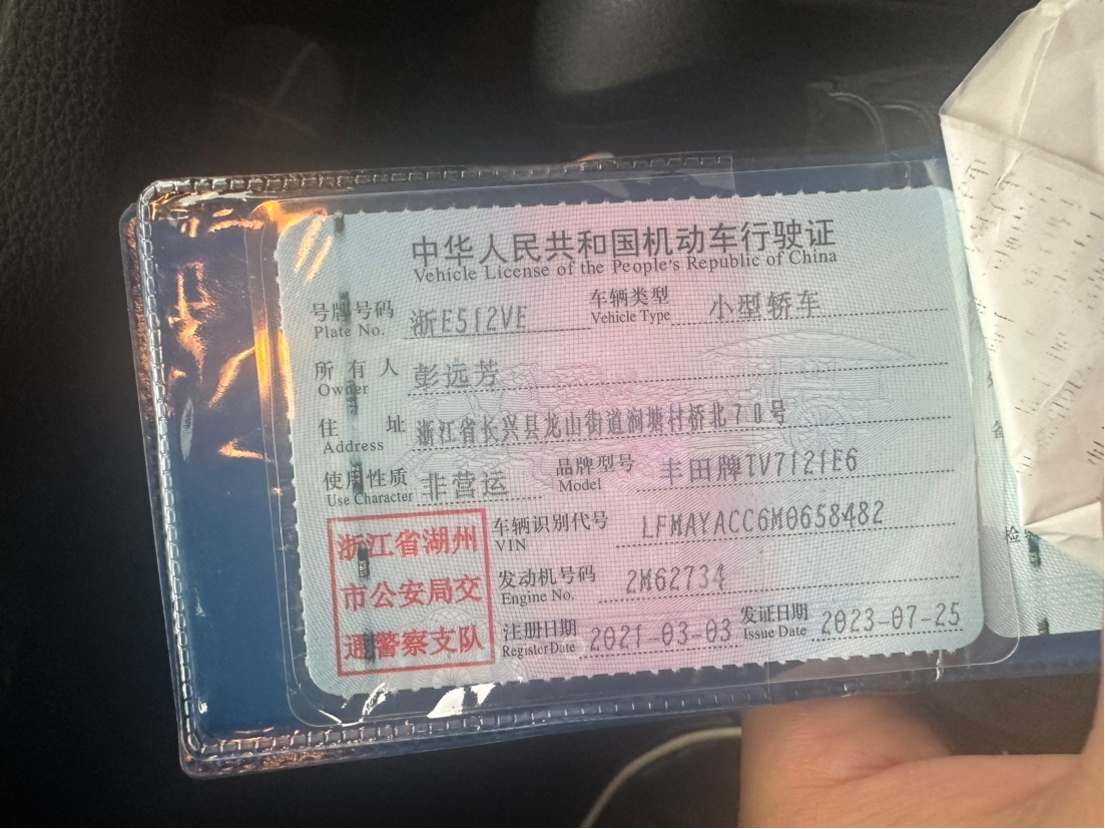 中华人民共和国机动车行驶证
Vehicle License of the People's Republic of China
号牌号码 浙E512VE 车辆类型 小型轿车
Plate No. Vehicle Type
所有人 彭远芳
Owner
住址 浙江省长兴县龙山街道涧塘村桥北70号
Address
使用性质 非营运 品牌型号 丰田牌TV7121E6
Use Character Model
浙江省湖州
市公安局交
通警察支队
车辆识别代号 LFMAYACC6M0658482
VIN
发动机号码 2M62734
Engine No.
注册日期 2021-03-03 发证日期 2023-07-25
Register Date Issue Date
备
检